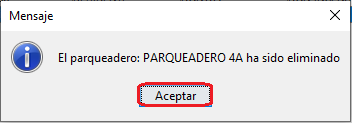 Mensaje
El parqueadero: PARQUEADERO 4A ha sido eliminado
Aceptar